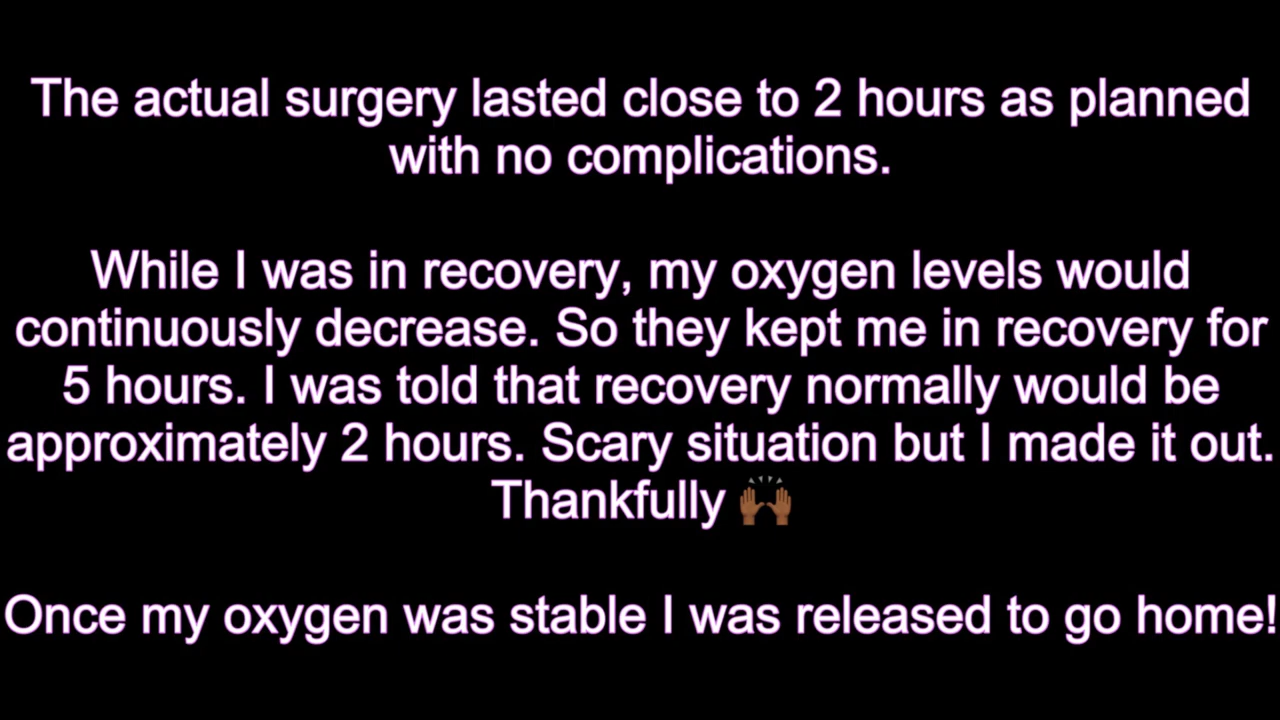 The actual surgery lasted close to 2 hours as planned
with no complications.
While I was in recovery, my oxygen levels would
continuously decrease. So they kept me in recovery for
5 hours. I was told that recovery normally would be
approximately 2 hours. Scary situation but I made it out.
Thankfully 🙌🏾
Once my oxygen was stable I was released to go home!